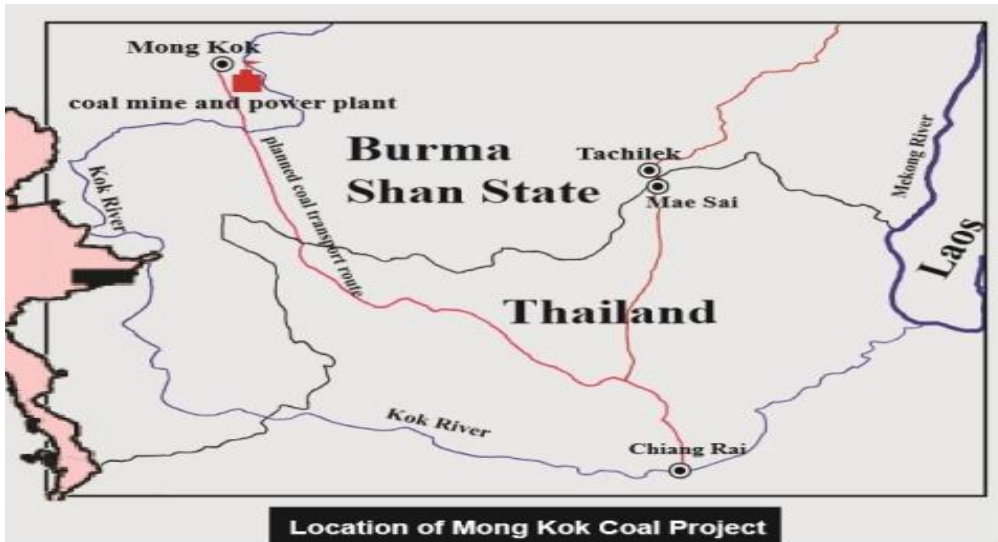 Mong Kok
coal mine and power plant
Burma
Shan State
Tachilek
Mae Sai
Mekong River
Laos
Kok River
planned coal transport route
Thailand
Kok River
Chiang Rai
Location of Mong Kok Coal Project